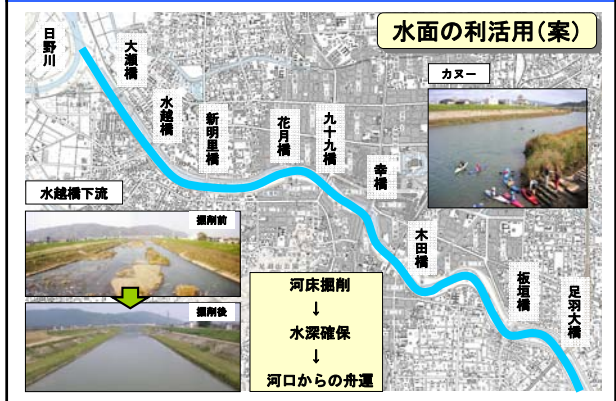 水面の利活用(案)
日野川
大瀬橋
水越橋
新明里橋
花月橋
九十九橋
幸橋
木田橋
板垣橋
足羽大橋
カヌー
水越橋下流
掘削前
掘削後
河床掘削
↓
水深確保
↓
河口からの舟運